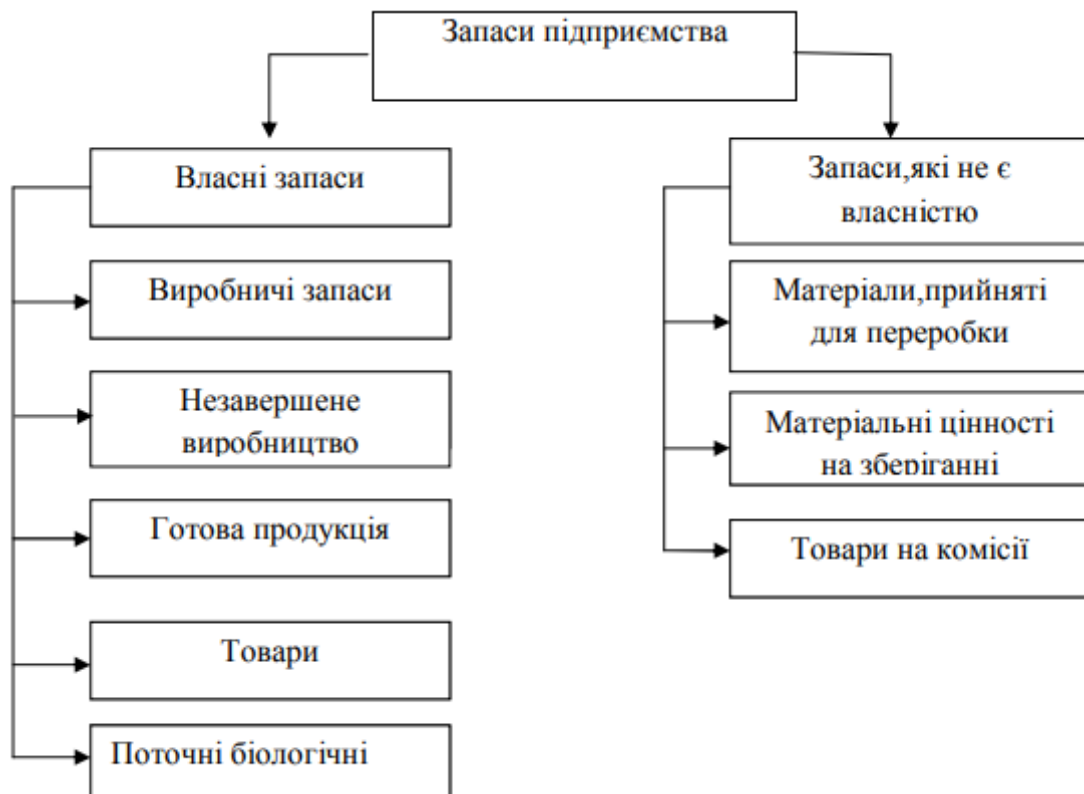 Запаси підприємства
Власні запаси
Виробничі запаси
Незавершене
виробництво
Готова продукція
Товари
Поточні біологічні
Запаси,які не є
власністю
Матеріали,прийняті
для переробки
Матеріальні цінності
на зберіганні
Товари на комісії